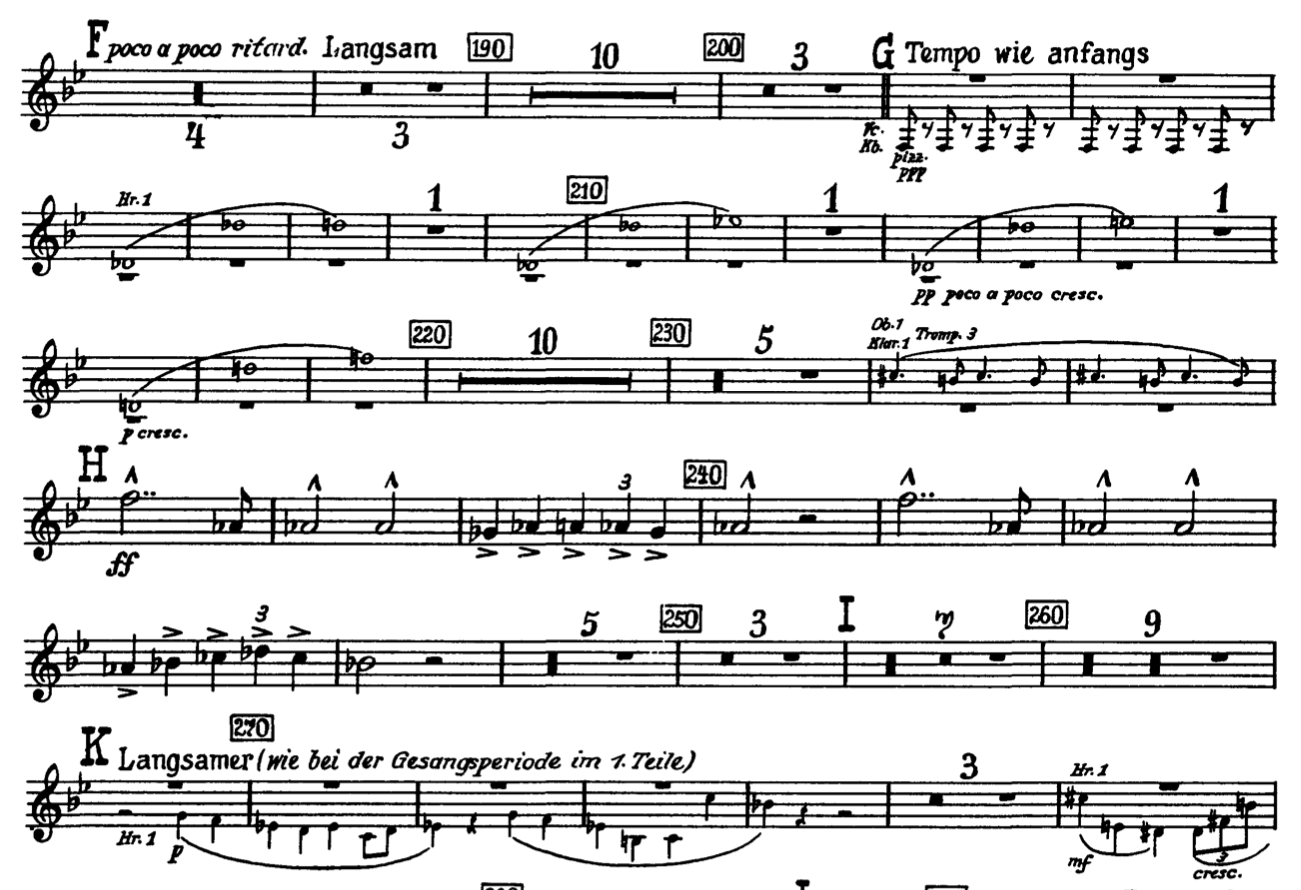 F poco a poco ritard. Langsam 190 10 200 3 G Tempo wie anfangs
4 3 Vc. Kb. pizz. ppp
Hr. 1 1 210 1 1
pp poco a poco cresc.
220 10 230 5 Ob. 1 Klar. 1 Tromp. 3
p cresc.
H 3 240
ff
3 5 250 3 I 7 260 9
K Langsamer (wie bei der Gesangsperiode im 1. Teile) 270 3 Hr. 1
Hr. 1 p mf 3 cresc.